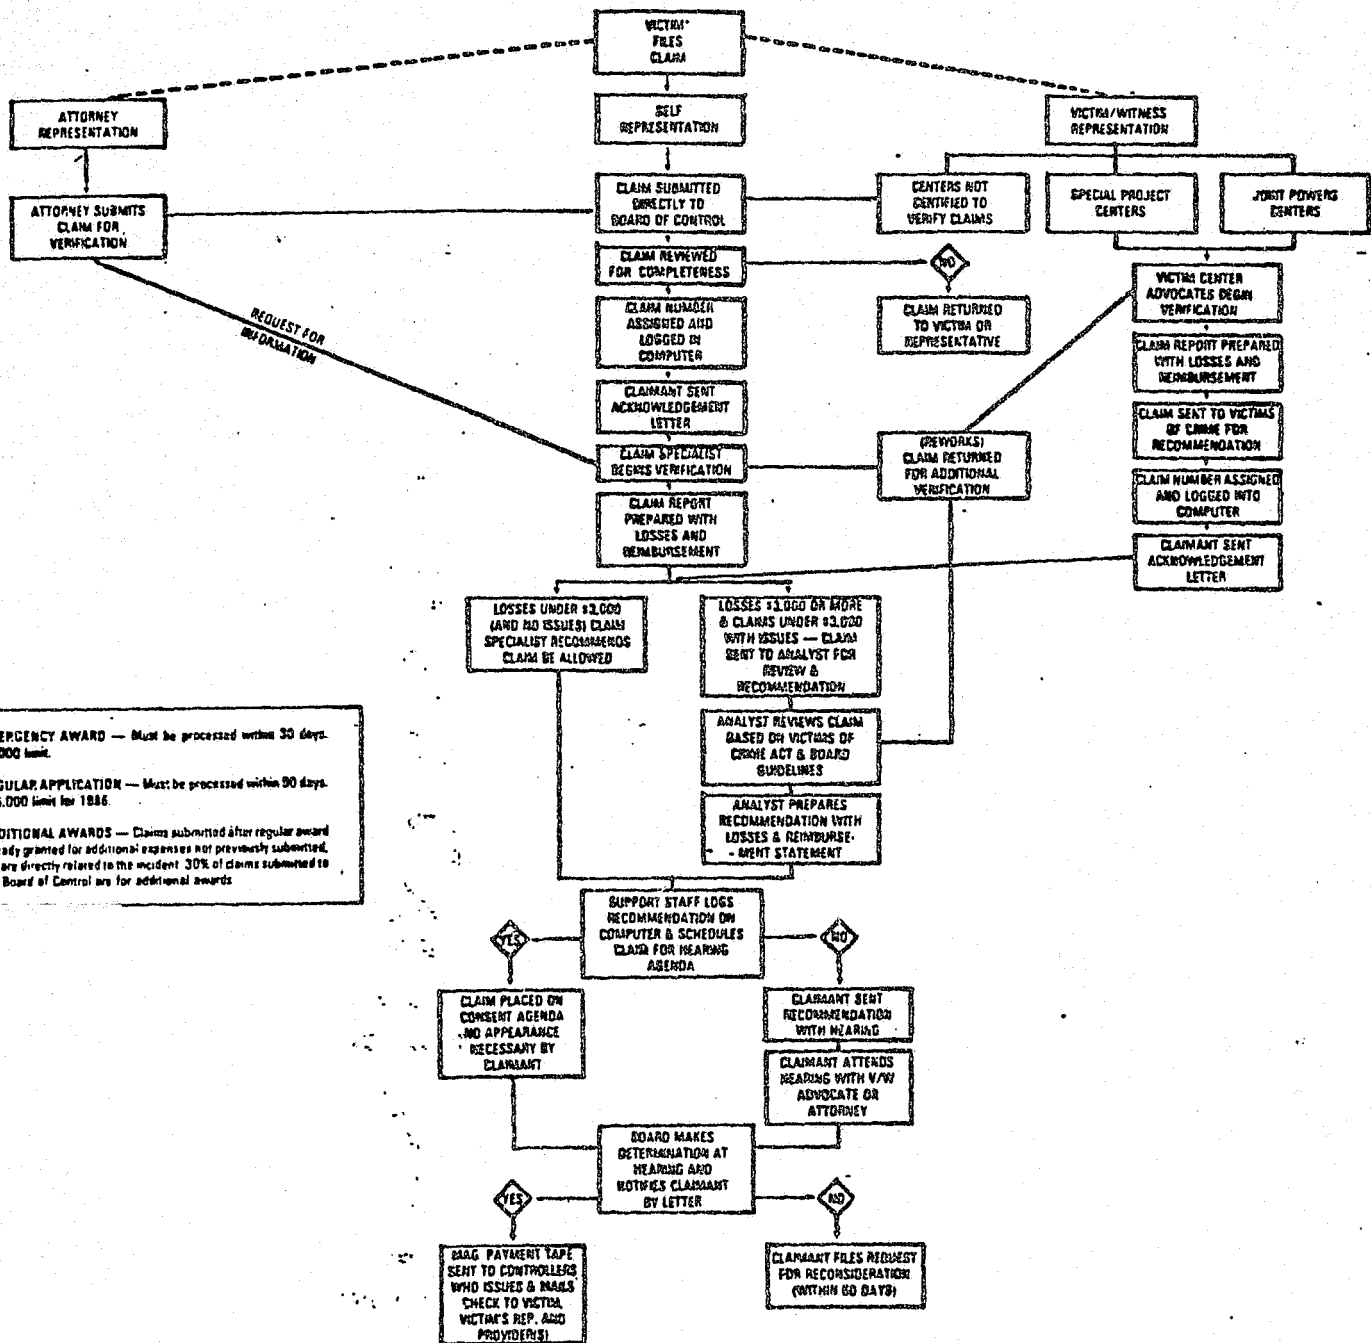 VICTIM*
FILES
CLAIM
ATTORNEY
REPRESENTATION
SELF
REPRESENTATION
VICTIM/WITNESS
REPRESENTATION
ATTORNEY SUBMITS
CLAIM FOR
VERIFICATION
CLAIM SUBMITTED
DIRECTLY TO
BOARD OF CONTROL
CENTERS NOT
CERTIFIED TO
VERIFY CLAIMS
SPECIAL PROJECT
CENTERS
JOINT POWERS
CENTERS
CLAIM REVIEWED
FOR COMPLETENESS
NO
CLAIM RETURNED
TO VICTIM OR
REPRESENTATIVE
VICTIM CENTER
ADVOCATES BEGIN
VERIFICATION
REQUEST FOR
INFORMATION
CLAIM NUMBER
ASSIGNED AND
LOGGED IN
COMPUTER
CLAIM REPORT PREPARED
WITH LOSSES AND
REIMBURSEMENT
CLAIMANT SENT
ACKNOWLEDGEMENT
LETTER
CLAIM SENT TO VICTIMS
OF CRIME FOR
RECOMMENDATION
CLAIM SPECIALIST
BEGINS VERIFICATION
(REWORKS)
CLAIM RETURNED
FOR ADDITIONAL
VERIFICATION
CLAIM NUMBER ASSIGNED
AND LOGGED INTO
COMPUTER
CLAIM REPORT
PREPARED WITH
LOSSES AND
REIMBURSEMENT
CLAIMANT SENT
ACKNOWLEDGEMENT
LETTER
LOSSES UNDER $3,000
(AND NO ISSUES) CLAIM
SPECIALIST RECOMMENDS
CLAIM BE ALLOWED
LOSSES $3,000 OR MORE
& CLAIMS UNDER $3,000
WITH ISSUES — CLAIM
SENT TO ANALYST FOR
REVIEW &
RECOMMENDATION
ANALYST REVIEWS CLAIM
BASED ON VICTIMS OF
CRIME ACT & BOARD
GUIDELINES
ANALYST PREPARES
RECOMMENDATION WITH
LOSSES & REIMBURSE-
MENT STATEMENT
ERGENCY AWARD — Must be processed within 30 days.
000 limit.
GULAR APPLICATION — Must be processed within 90 days.
,000 limit for 1986.
DITIONAL AWARDS — Claims submitted after regular award
ady granted for additional expenses not previously submitted,
are directly related to the incident. 30% of claims submitted to
Board of Control are for additional awards
SUPPORT STAFF LOGS
RECOMMENDATION ON
COMPUTER & SCHEDULES
CLAIM FOR HEARING
AGENDA
YES
NO
CLAIM PLACED ON
CONSENT AGENDA
NO APPEARANCE
NECESSARY BY
CLAIMANT
CLAIMANT SENT
RECOMMENDATION
WITH HEARING
CLAIMANT ATTENDS
HEARING WITH V/W
ADVOCATE OR
ATTORNEY
BOARD MAKES
DETERMINATION AT
HEARING AND
NOTIFIES CLAIMANT
BY LETTER
YES
NO
MAG. PAYMENT TAPE
SENT TO CONTROLLERS
WHO ISSUES & MAILS
CHECK TO VICTIM,
VICTIM'S REP. AND
PROVIDER(S)
CLAIMANT FILES REQUEST
FOR RECONSIDERATION
(WITHIN 60 DAYS)